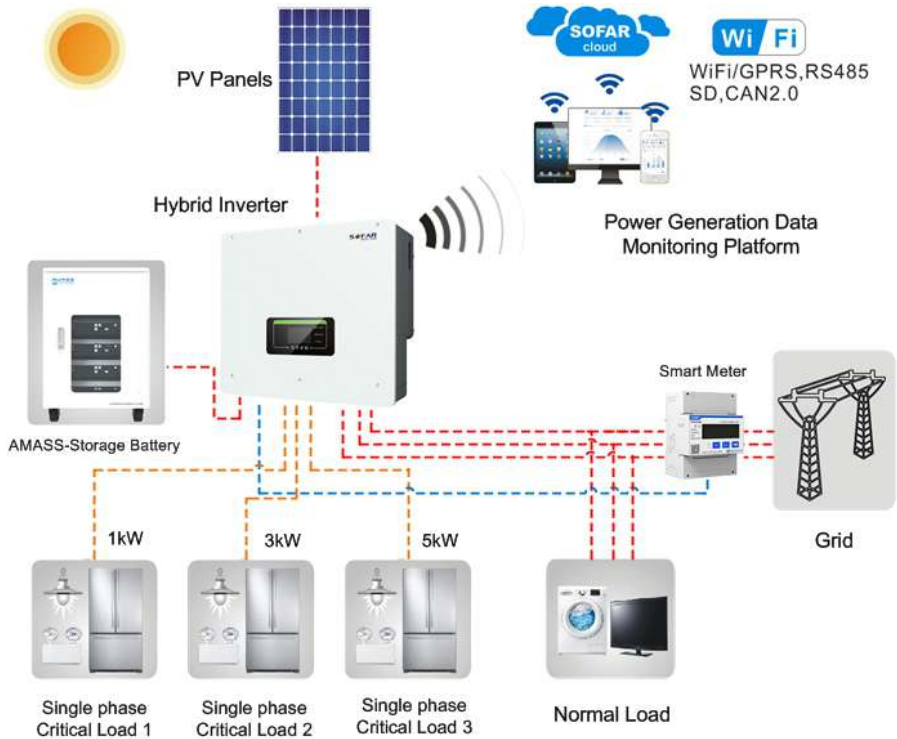 SOFAR
cloud
Wi Fi
WiFi/GPRS,RS485
SD,CAN2.0
PV Panels
Hybrid Inverter
SOFAR
Power Generation Data
Monitoring Platform
AMASS
AMASS-Storage Battery
Smart Meter
Grid
1kW
3kW
5kW
Single phase
Critical Load 1
Single phase
Critical Load 2
Single phase
Critical Load 3
Normal Load